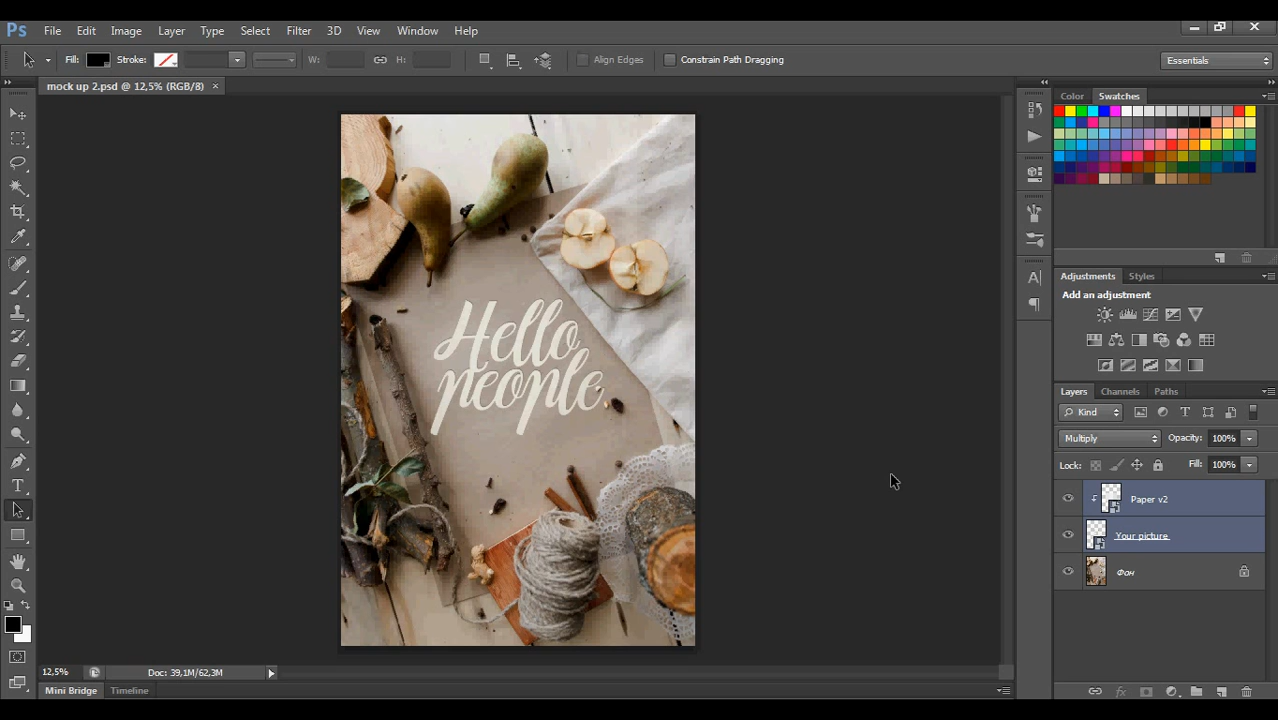 Ps File Edit Image Layer Type Select Filter 3D View Window Help
Fill: Stroke: W: H: Align Edges Constrain Path Dragging Essentials
mock up 2.psd @ 12,5% (RGB/8) ×
Color Swatches
Hello
people
Adjustments Styles
Add an adjustment
Layers Channels Paths
Kind
Multiply Opacity: 100%
Lock: Fill: 100%
Paper v2
Your picture
Фон
12,5% Doc: 39,1M/62,3M
Mini Bridge Timeline